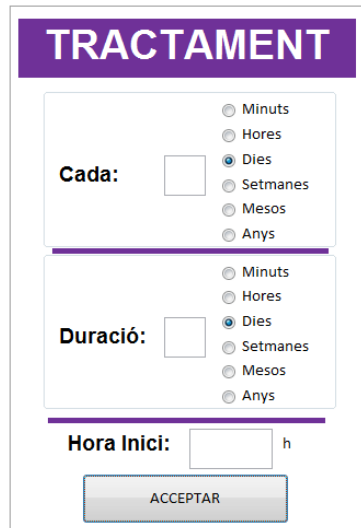 TRACTAMENT
Cada:
Minuts
Hores
Dies
Setmanes
Mesos
Anys
Duració:
Minuts
Hores
Dies
Setmanes
Mesos
Anys
Hora Inici: h
ACCEPTAR